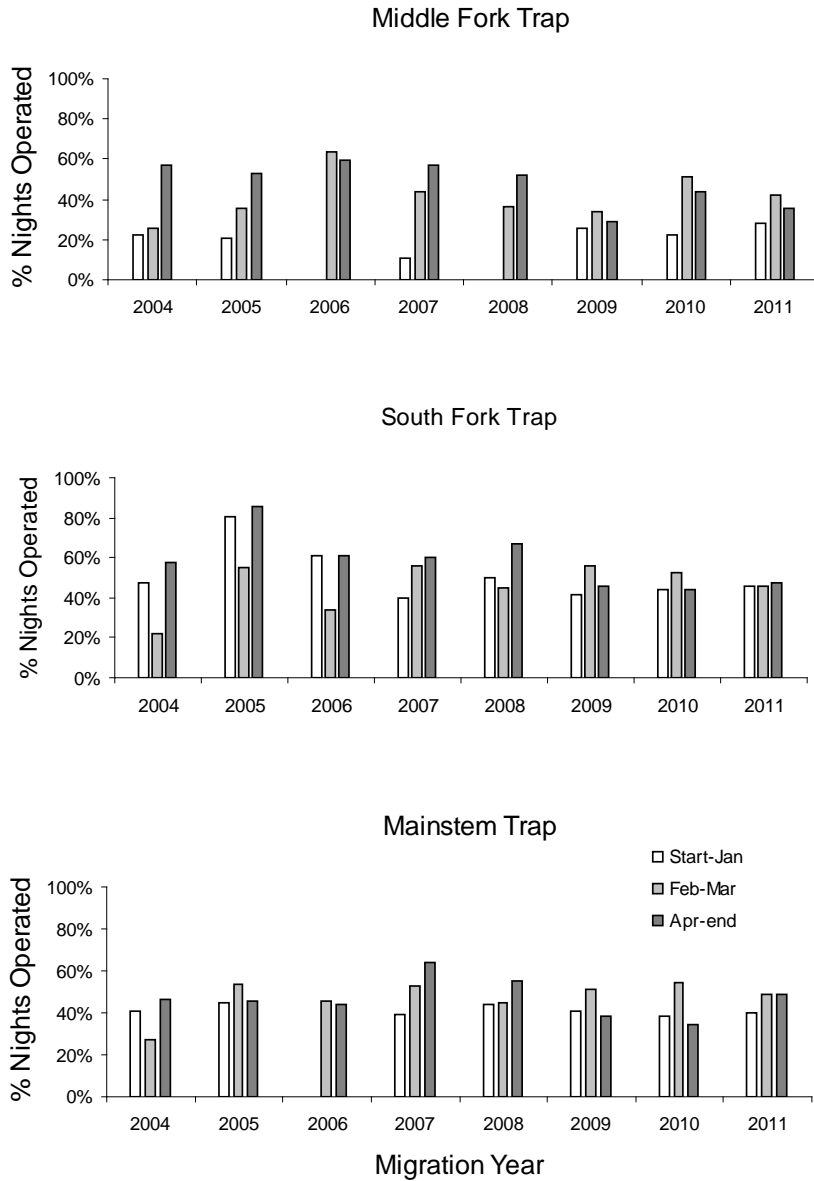 Middle Fork Trap
% Nights Operated
100%
80%
60%
40%
20%
0%
2004 2005 2006 2007 2008 2009 2010 2011
South Fork Trap
% Nights Operated
100%
80%
60%
40%
20%
0%
2004 2005 2006 2007 2008 2009 2010 2011
Mainstem Trap
Start-Jan
Feb-Mar
Apr-end
% Nights Operated
100%
80%
60%
40%
20%
0%
2004 2005 2006 2007 2008 2009 2010 2011
Migration Year